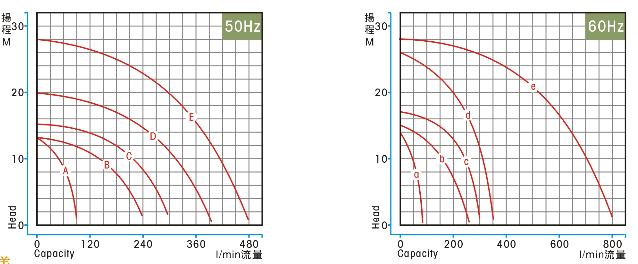 揚程 M
30
20
10
0
Head
50Hz
A
B
C
D
E
0 120 240 360 480
Capacity l/min流量
揚程 M
30
20
10
0
Head
60Hz
a
b
c
d
e
0 200 400 600 800
Capacity l/min流量